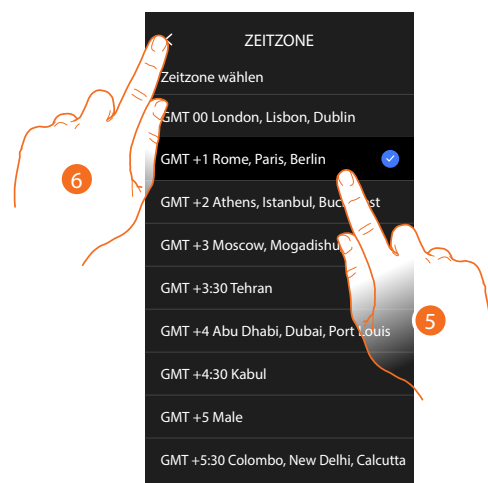 ZEITZONE
Zeitzone wählen
GMT 00 London, Lisbon, Dublin
GMT +1 Rome, Paris, Berlin
GMT +2 Athens, Istanbul,
GMT +3 Moscow, Mogadishu
GMT +3:30 Tehran
GMT +4 Abu Dhabi, Dubai, Port Louis
GMT +4:30 Kabul
GMT +5 Male
GMT +5:30 Colombo, New Delhi, Calcutta
6
5